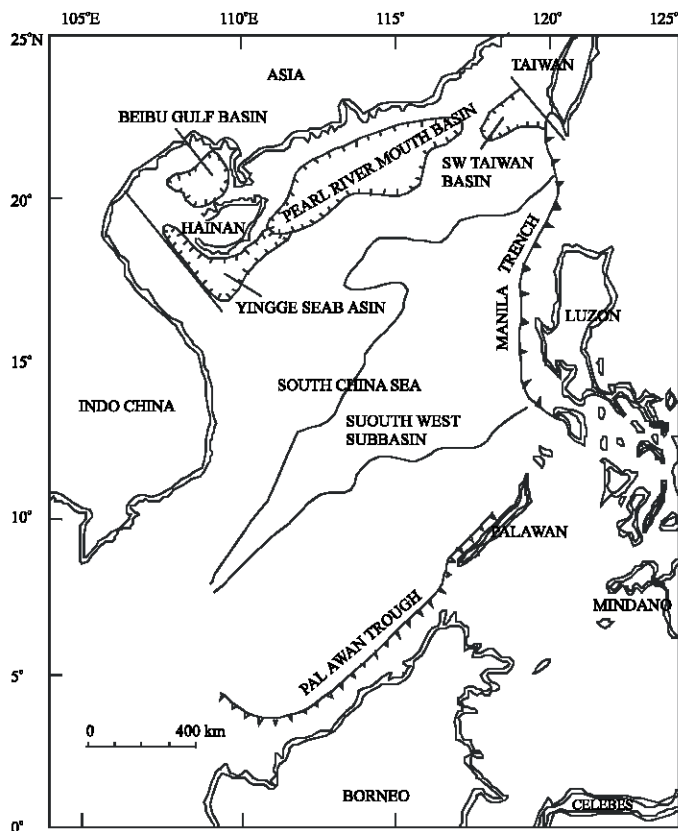 105°E
110°E
115°E
120°E
125°
25°N
ASIA
TAIWAN
BEIBU GULF BASIN
PEARL RIVER MOUTH BASIN
SW TAIWAN
BASIN
20°
HAINAN
YINGGE SEAB ASIN
MANILA TRENCH
LUZON
15°
SOUTH CHINA SEA
INDO CHINA
SUOUTH WEST
SUBBASIN
10°
PALAWAN
MINDANO
PAL AWAN TROUGH
5°
0
400 km
BORNEO
CELEBES
0°